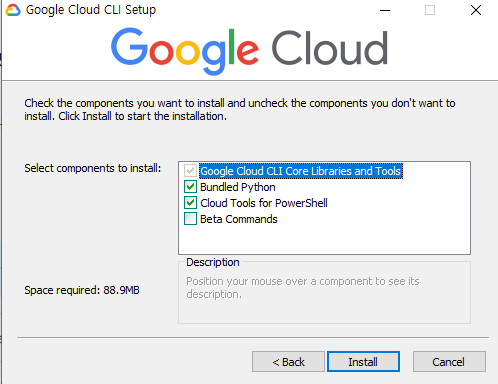 Google Cloud CLI Setup
Google Cloud
Check the components you want to install and uncheck the components you don't want to
install. Click Install to start the installation.
Select components to install:
Google Cloud CLI Core Libraries and Tools
Bundled Python
Cloud Tools for PowerShell
Beta Commands
Description
Position your mouse over a component to see its
description.
Space required: 88.9MB
< Back
Install
Cancel